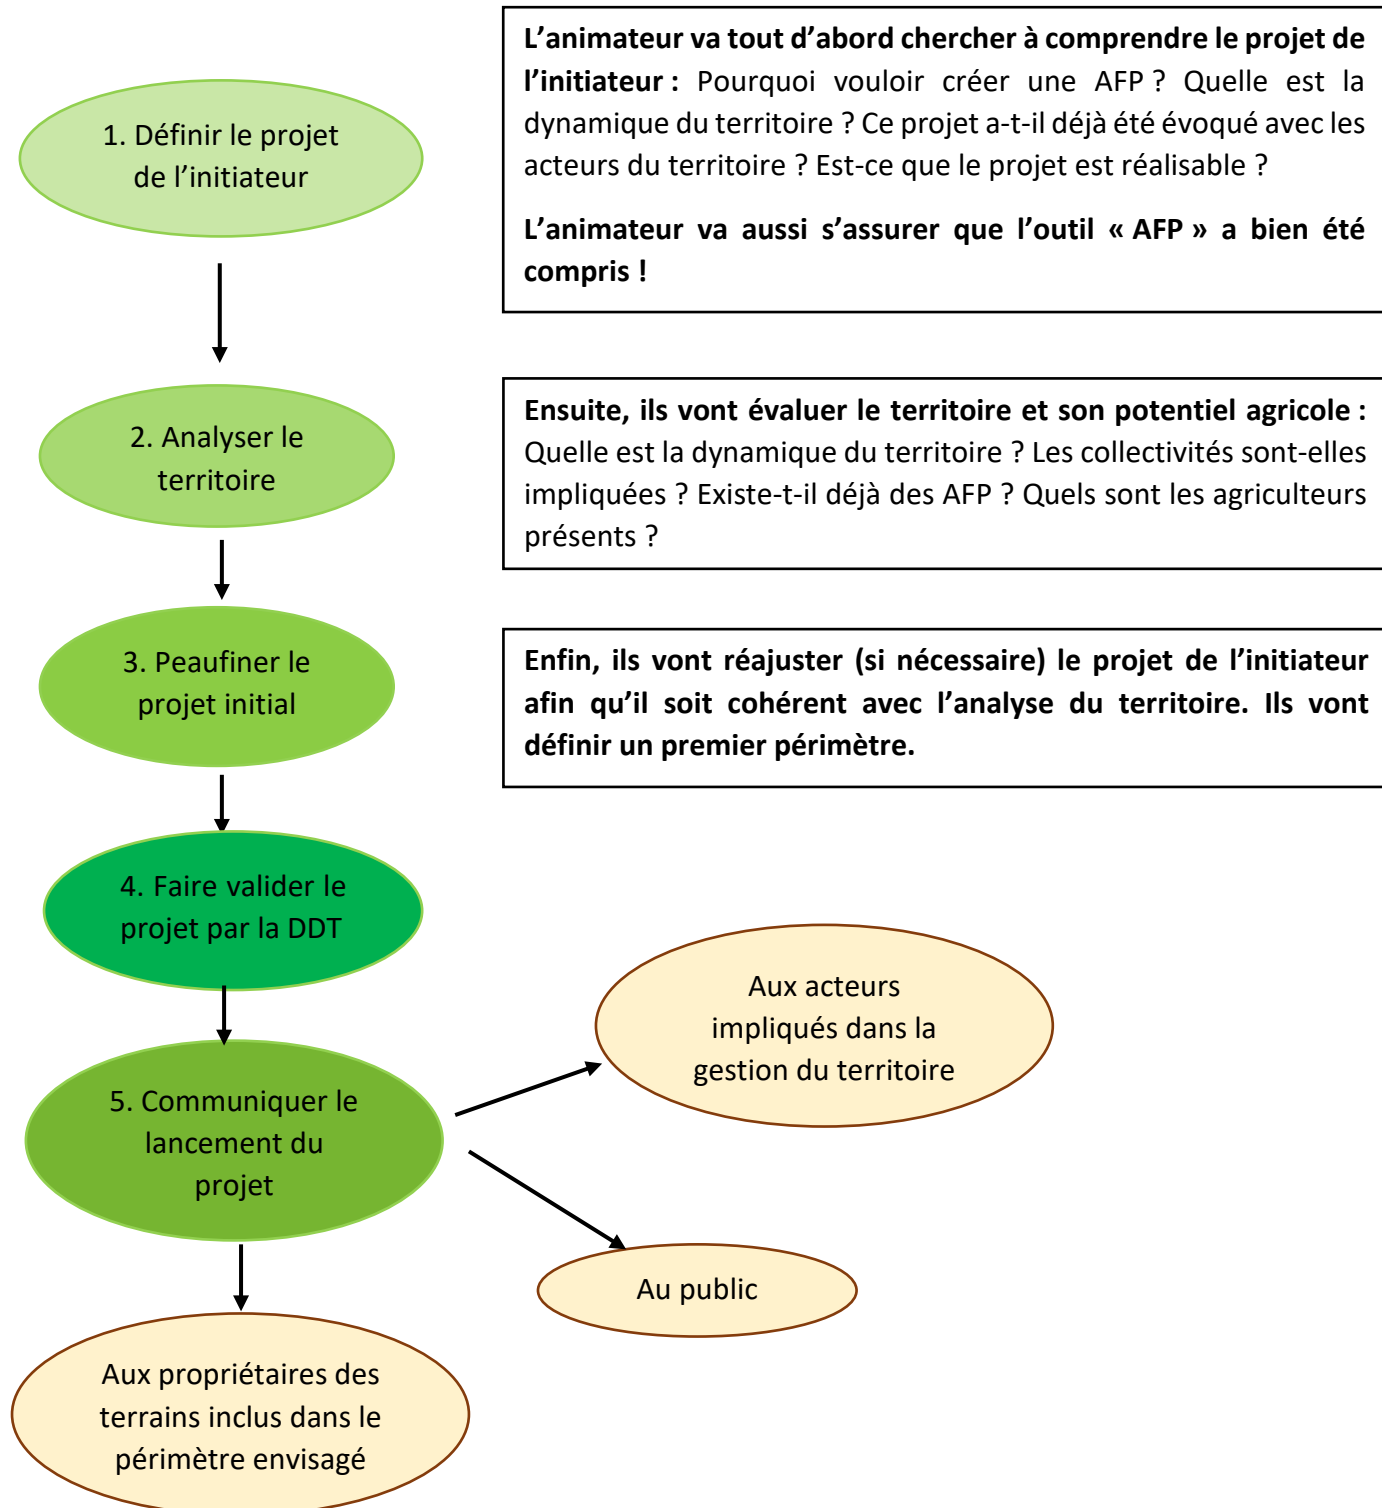 1. Définir le projet
de l’initiateur
L’animateur va tout d’abord chercher à comprendre le projet de
l’initiateur : Pourquoi vouloir créer une AFP ? Quelle est la
dynamique du territoire ? Ce projet a-t-il déjà été évoqué avec les
acteurs du territoire ? Est-ce que le projet est réalisable ?
L’animateur va aussi s’assurer que l’outil « AFP » a bien été
compris !
2. Analyser le
territoire
Ensuite, ils vont évaluer le territoire et son potentiel agricole :
Quelle est la dynamique du territoire ? Les collectivités sont-elles
impliquées ? Existe-t-il déjà des AFP ? Quels sont les agriculteurs
présents ?
3. Peaufiner le
projet initial
Enfin, ils vont réajuster (si nécessaire) le projet de l’initiateur
afin qu’il soit cohérent avec l’analyse du territoire. Ils vont
définir un premier périmètre.
4. Faire valider le
projet par la DDT
5. Communiquer le
lancement du
projet
Aux acteurs
impliqués dans la
gestion du territoire
Au public
Aux propriétaires des
terrains inclus dans le
périmètre envisagé